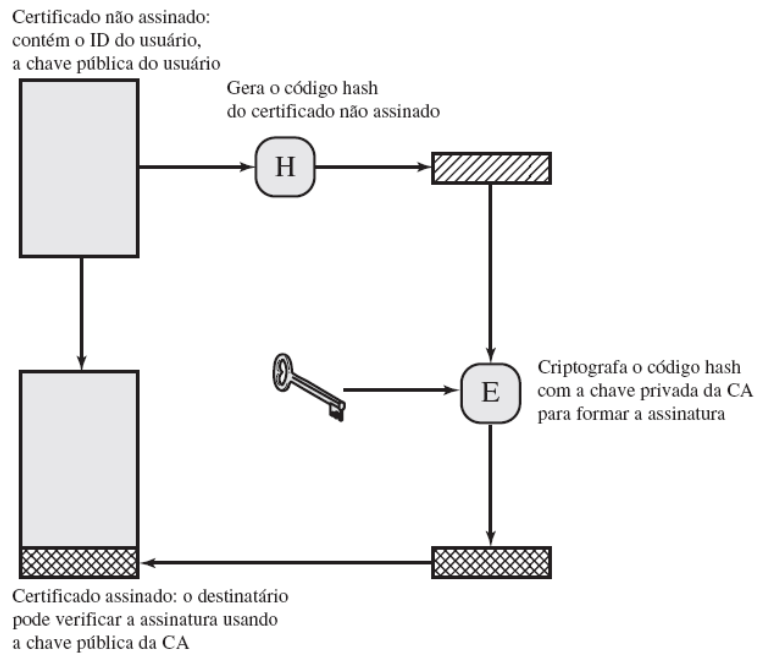 Certificado não assinado:
contém o ID do usuário,
a chave pública do usuário
Gera o código hash
do certificado não assinado
H
Criptografa o código hash
com a chave privada da CA
para formar a assinatura
E
Certificado assinado: o destinatário
pode verificar a assinatura usando
a chave pública da CA